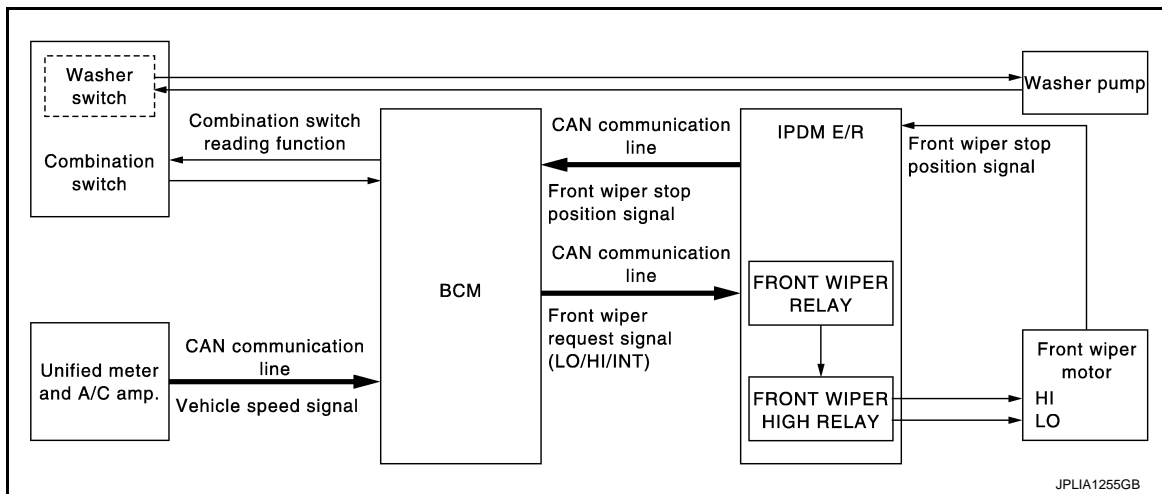 Washer
switch
Combination
switch
Combination switch
reading function
Unified meter
and A/C amp.
CAN communication
line
Vehicle speed signal
BCM
CAN communication
line
Front wiper stop
position signal
CAN communication
line
Front wiper
request signal
(LO/HI/INT)
IPDM E/R
FRONT WIPER
RELAY
FRONT WIPER
HIGH RELAY
Washer pump
Front wiper stop
position signal
Front wiper
motor
HI
LO
JPLIA1255GB